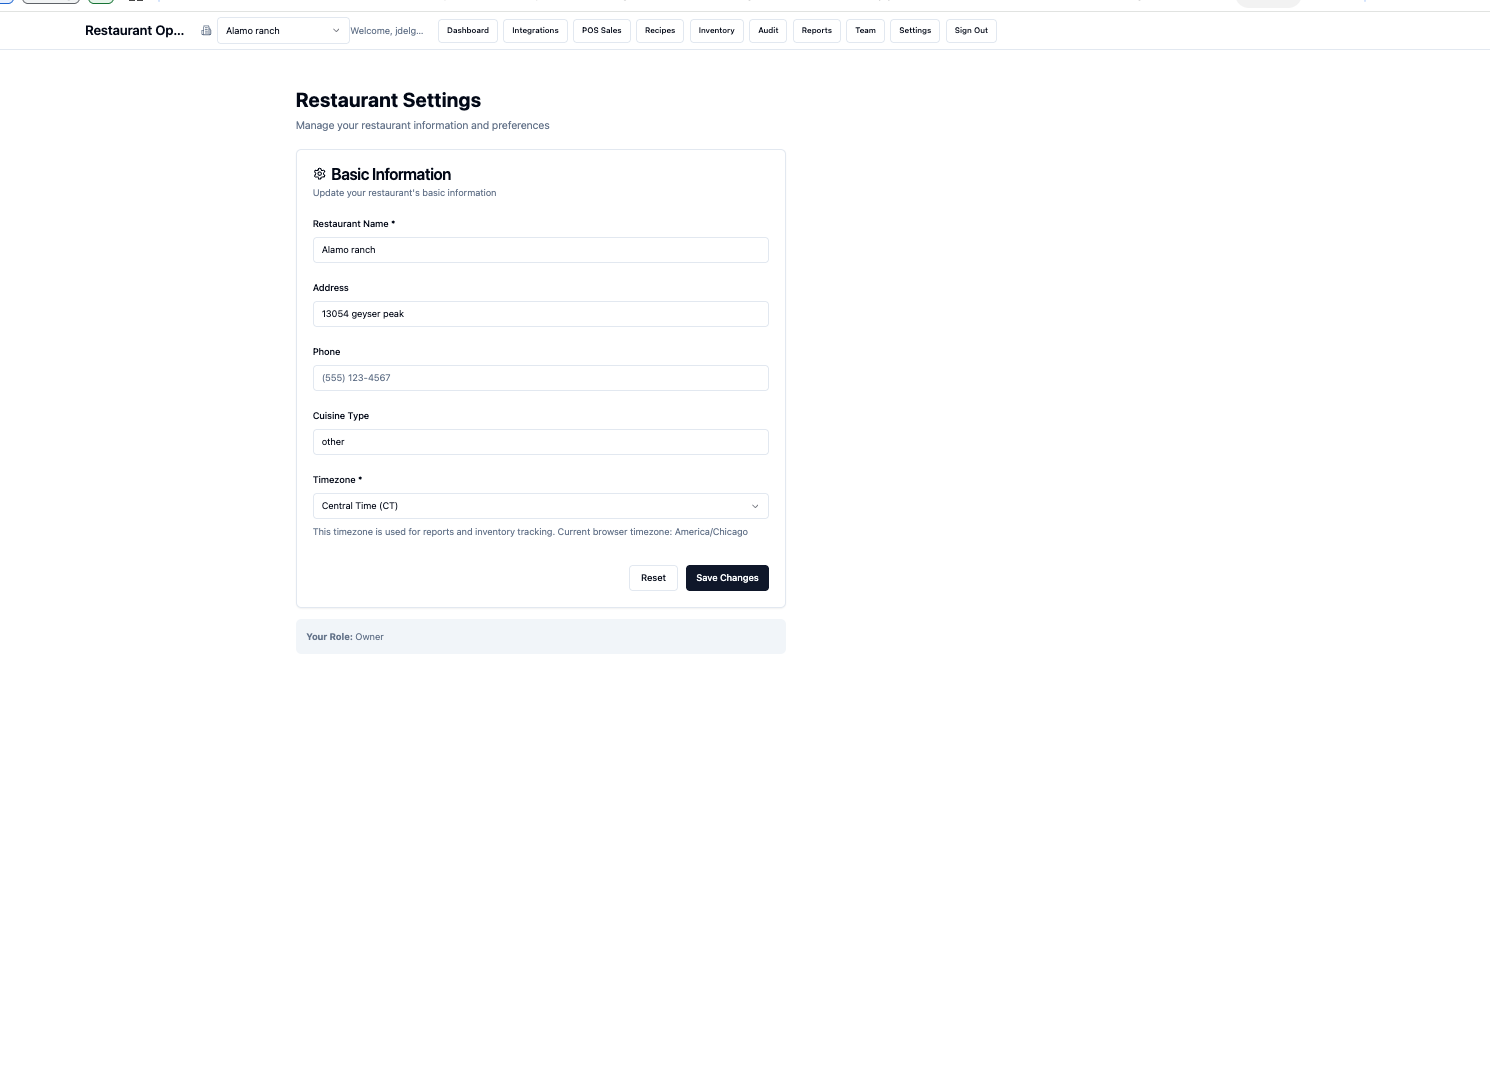 Restaurant Op...
Alamo ranch
Welcome, jdelg...
Dashboard
Integrations
POS Sales
Recipes
Inventory
Audit
Reports
Team
Settings
Sign Out
Restaurant Settings
Manage your restaurant information and preferences
Basic Information
Update your restaurant's basic information
Restaurant Name *
Alamo ranch
Address
13054 geyser peak
Phone
(555) 123-4567
Cuisine Type
other
Timezone *
Central Time (CT)
This timezone is used for reports and inventory tracking. Current browser timezone: America/Chicago
Reset
Save Changes
Your Role: Owner